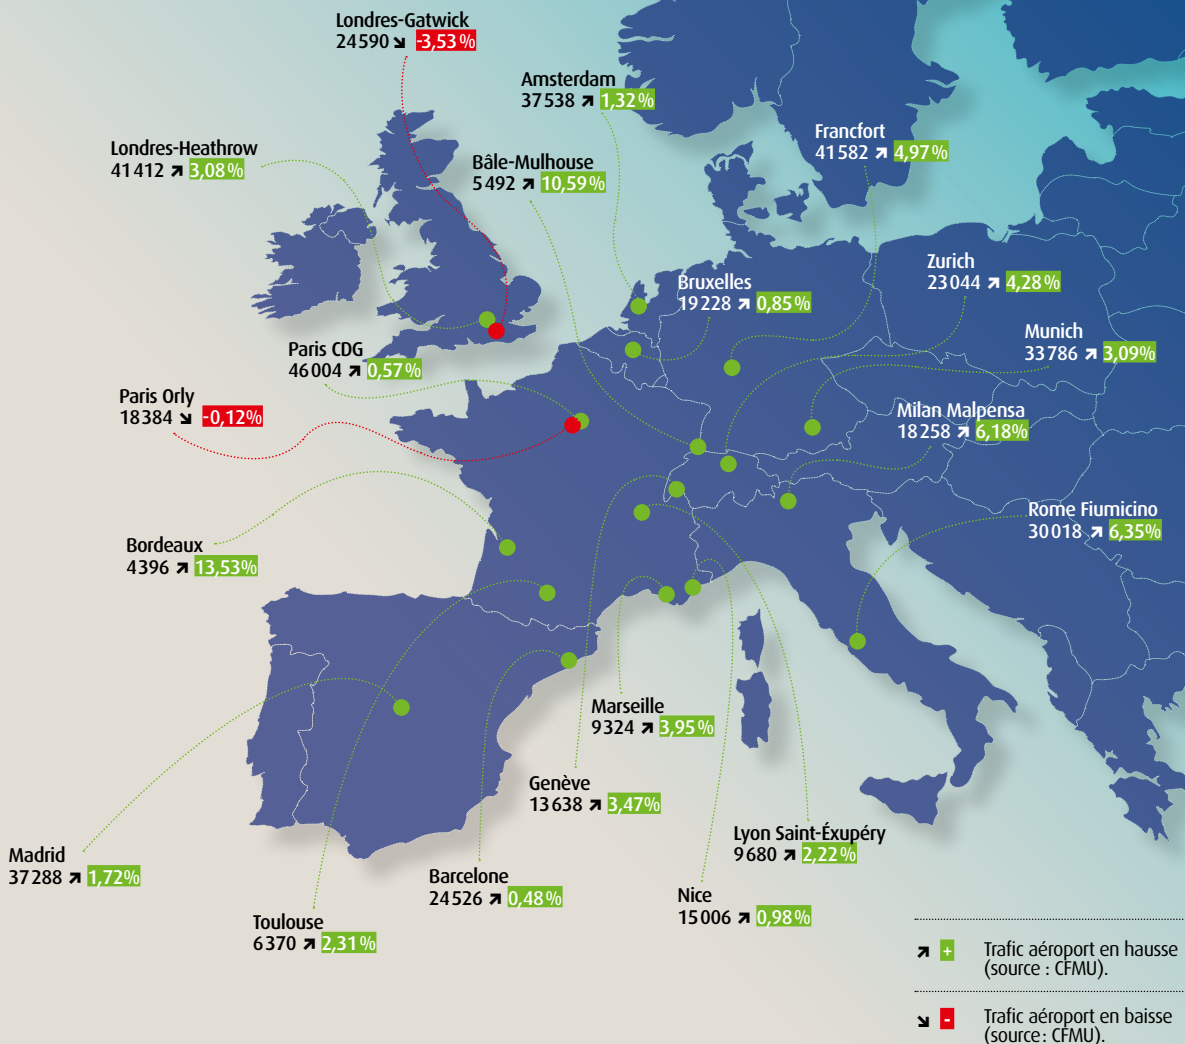 Londres-Gatwick
24590 ↘ -3,53%
Amsterdam
37538 ↗ 1,32%
Francfort
41582 ↗ 4,97%
Londres-Heathrow
41412 ↗ 3,08%
Bâle-Mulhouse
5492 ↗ 10,59%
Zurich
23044 ↗ 4,28%
Bruxelles
19228 ↗ 0,85%
Munich
33786 ↗ 3,09%
Paris CDG
46004 ↗ 0,57%
Paris Orly
18384 ↘ -0,12%
Milan Malpensa
18258 ↗ 6,18%
Rome Fiumicino
30018 ↗ 6,35%
Bordeaux
4396 ↗ 13,53%
Marseille
9324 ↗ 3,95%
Genève
13638 ↗ 3,47%
Lyon Saint-Éxupéry
9680 ↗ 2,22%
Madrid
37288 ↗ 1,72%
Barcelone
24526 ↗ 0,48%
Nice
15006 ↗ 0,98%
Toulouse
6370 ↗ 2,31%
↗ + Trafic aéroport en hausse
(source : CFMU).
↘ - Trafic aéroport en baisse
(source: CFMU).